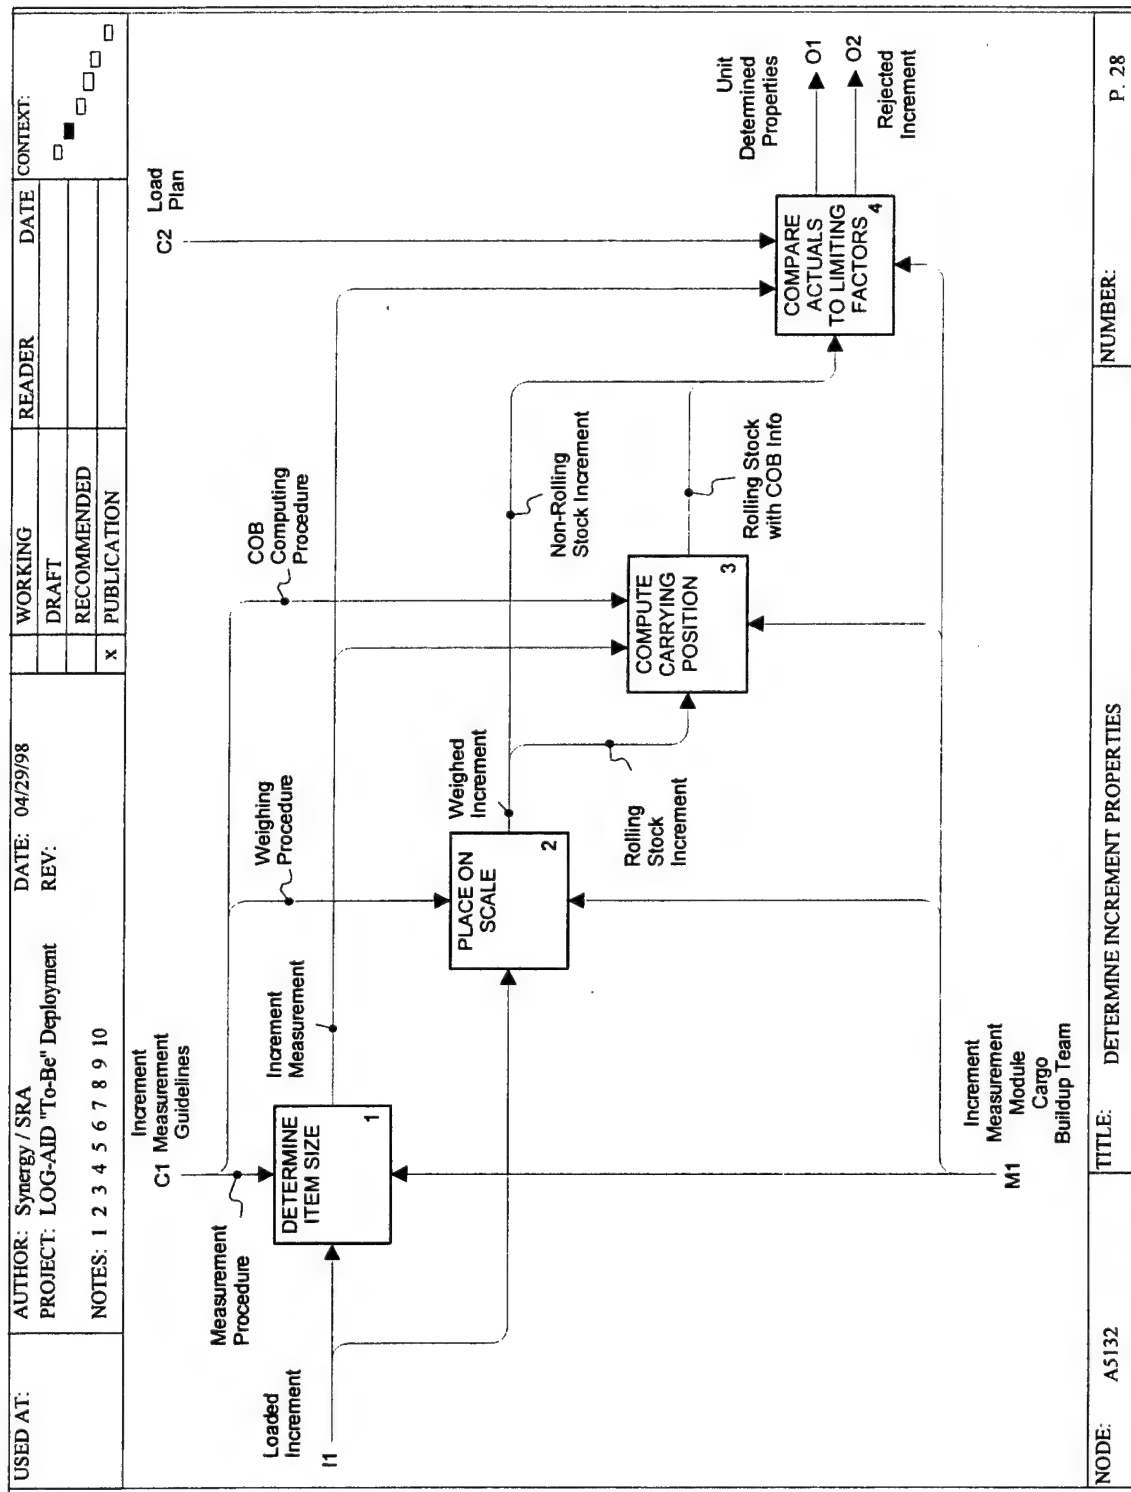 USED AT:
AUTHOR: Synergy / SRA
DATE: 04/29/98
PROJECT: LOG-AID "To-Be" Deployment
REV:
NOTES: 1 2 3 4 5 6 7 8 9 10
WORKING
DRAFT
RECOMMENDED
x PUBLICATION
READER
DATE
CONTEXT:
C1
Increment
Measurement
Guidelines
C2
Load
Plan
Measurement
Procedure
Weighing
Procedure
COB
Computing
Procedure
Loaded
Increment
I1
DETERMINE
ITEM SIZE
1
Increment
Measurement
PLACE ON
SCALE
2
Weighed
Increment
Non-Rolling
Stock Increment
Rolling
Stock
Increment
COMPUTE
CARRYING
POSITION
3
Rolling Stock
with COB Info
COMPARE
ACTUALS
TO LIMITING
FACTORS
4
Unit
Determined
Properties
O1
O2
Rejected
Increment
M1
Increment
Measurement
Module
Cargo
Buildup Team
NODE:
A5132
TITLE:
DETERMINE INCREMENT PROPERTIES
NUMBER:
P. 28